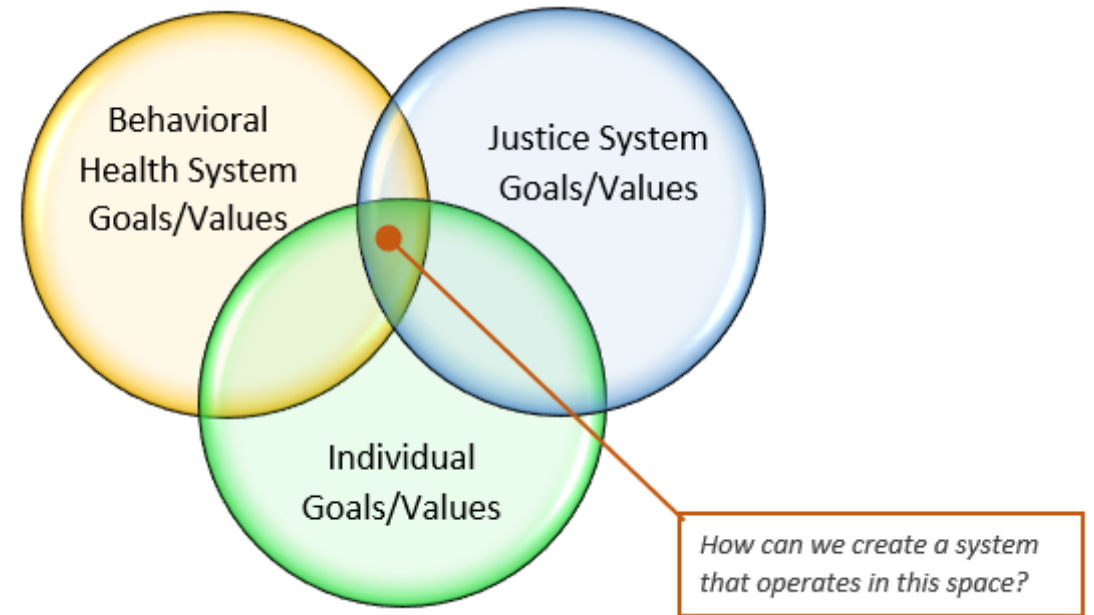 Behavioral
Health System
Goals/Values
Justice System
Goals/Values
Individual
Goals/Values
How can we create a system
that operates in this space?